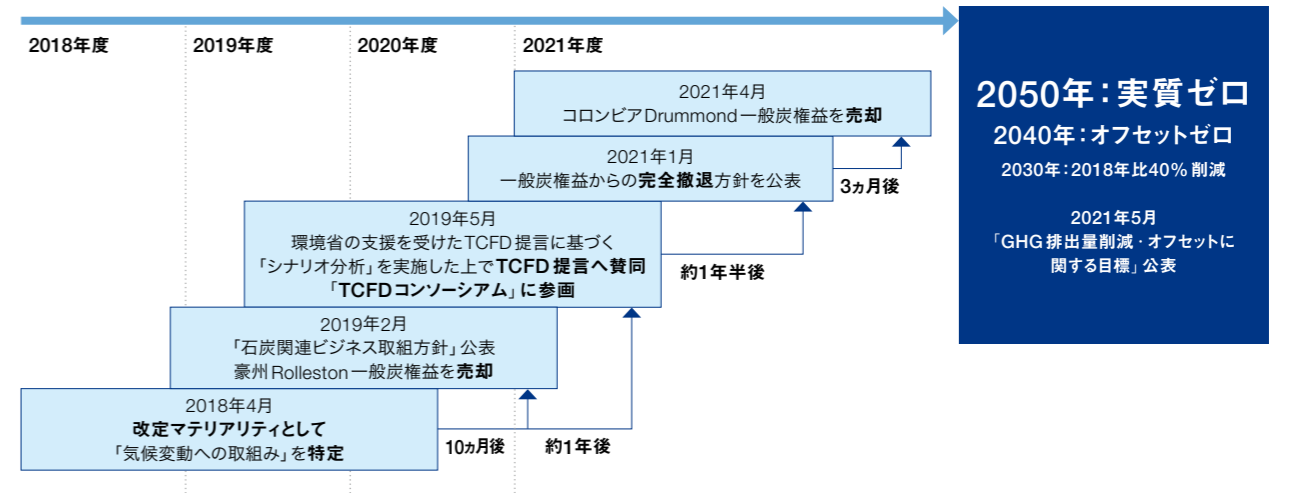 2018年度
2019年度
2020年度
2021年度
2021年4月
コロンビアDrummond一般炭権益を売却
2021年1月
一般炭権益からの完全撤退方針を公表
3ヵ月後
2019年5月
環境省の支援を受けたTCFD提言に基づく
「シナリオ分析」を実施した上でTCFD提言へ賛同
「TCFDコンソーシアム」に参画
約1年半後
2019年2月
「石炭関連ビジネス取組方針」公表
豪州Rolleston一般炭権益を売却
2018年4月
改定マテリアリティとして
「気候変動への取組み」を特定
10ヵ月後
約1年後
2050年：実質ゼロ
2040年：オフセットゼロ
2030年：2018年比40%削減
2021年5月
「GHG排出量削減・オフセットに
関する目標」公表